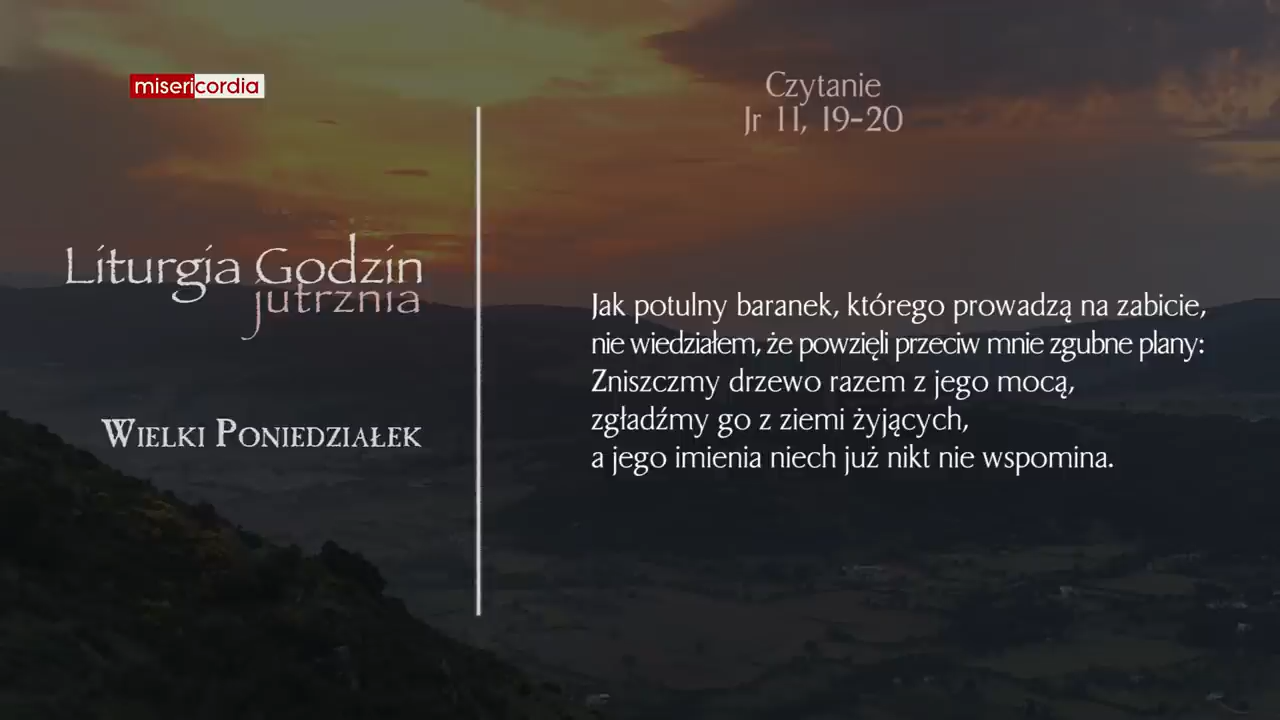 misericordia
Liturgia Godzin
jutrznia
Wielki Poniedziałek
Czytanie
Jr 11, 19-20
Jak potulny baranek, którego prowadzą na zabicie,
nie wiedziałem, że powzięli przeciw mnie zgubne plany:
Zniszczmy drzewo razem z jego mocą,
zgładźmy go z ziemi żyjących,
a jego imienia niech już nikt nie wspomina.